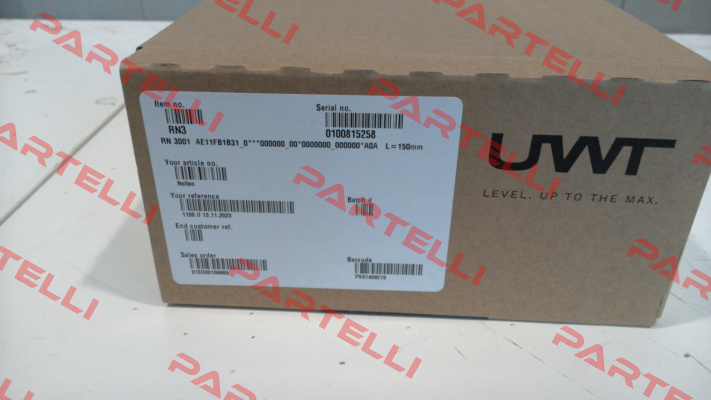 PARTELLI
Item no.
Serial no.
RN3
0100815258
RN 3001 AE11FB1B31_0***000000_00*0000000_000000*A0A L=150mm
Your article no.
Your reference
Batch #
1100 // 13.11.2023
End customer ref.
Sales order
Barcode
UWT
LEVEL. UP TO THE MAX.